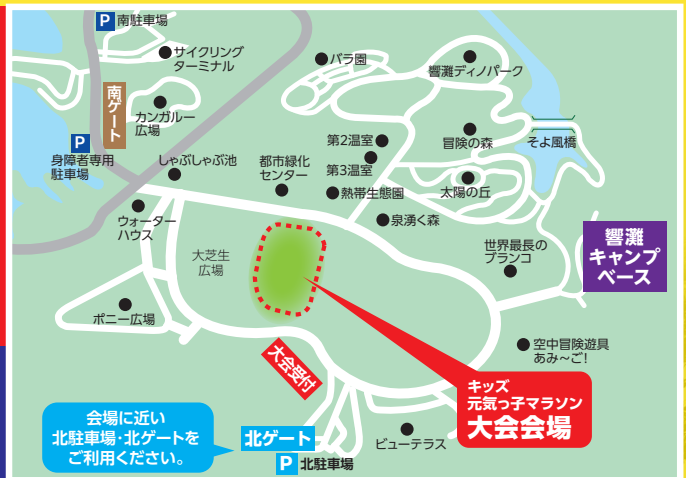 P 南駐車場
サイクリング
ターミナル
バラ園
響灘ディノパーク
南ゲート
カンガルー
広場
P
身障者専用
駐車場
しゃぶしゃぶ池
都市緑化
センター
第2温室
第3温室
熱帯生態園
冒険の森
そよ風橋
太陽の丘
泉湧く森
ウォーター
ハウス
大芝生
広場
世界最長の
ブランコ
響灘
キャンプ
ベース
ポニー広場
大会受付
空中冒険遊具
あみ〜ご!
キッズ
元気っ子マラソン
大会会場
会場に近い
北駐車場・北ゲートを
ご利用ください。
北ゲート
P 北駐車場
ビューテラス